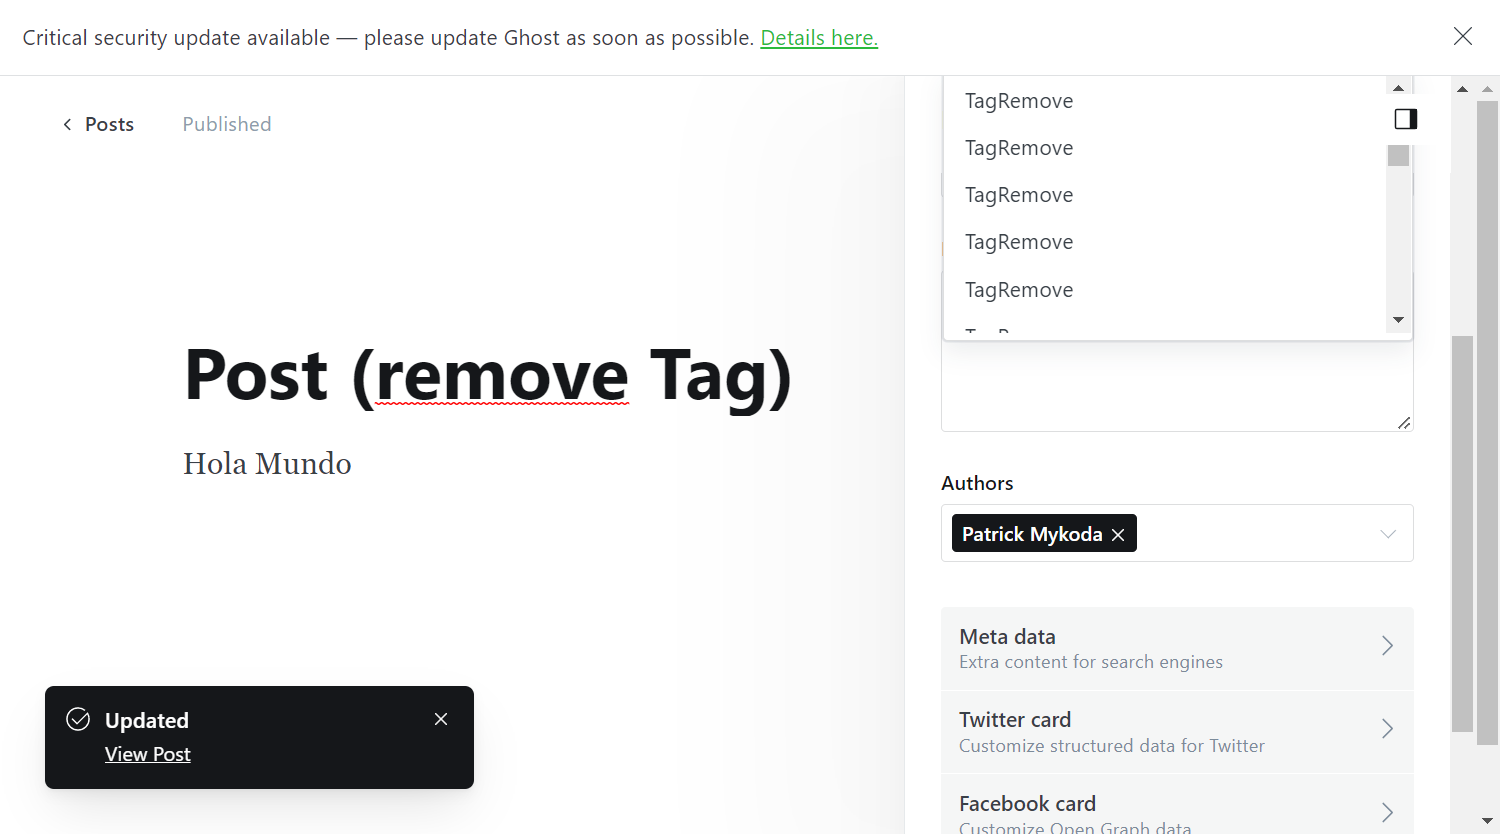 Critical security update available — please update Ghost as soon as possible. Details here.
Posts
Published
TagRemove
TagRemove
TagRemove
TagRemove
TagRemove
Post (remove Tag)
Hola Mundo
Authors
Patrick Mykoda
Meta data
Extra content for search engines
Twitter card
Customize structured data for Twitter
Facebook card
Customize Open Graph data
Updated
View Post